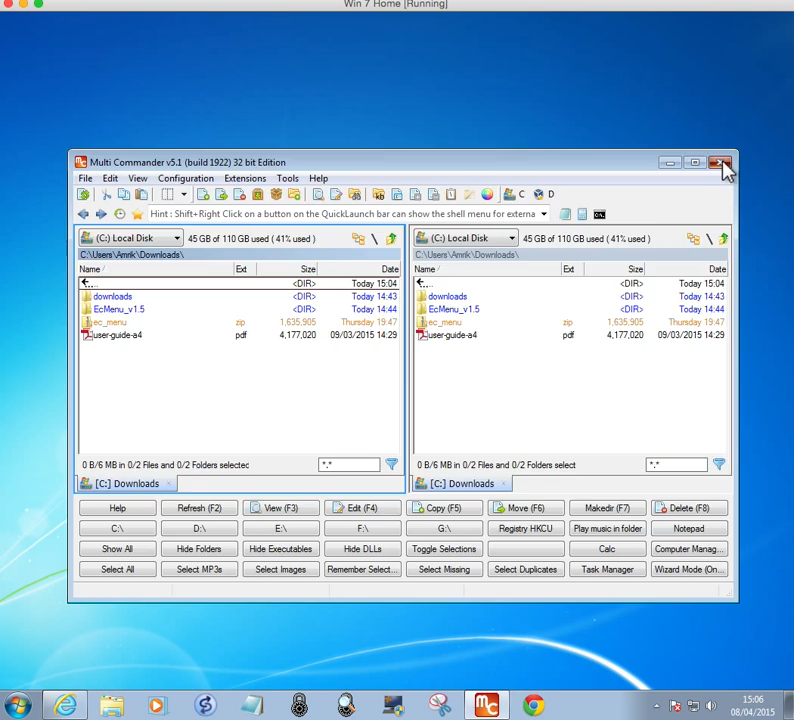 Win 7 Home [Running]
Multi Commander v5.1 (build 1922) 32 bit Edition
File Edit View Configuration Extensions Tools Help
C D
Hint : Shift+Right Click on a button on the QuickLaunch bar can show the shell menu for externa
(C:) Local Disk 45 GB of 110 GB used ( 41% used )
C:\Users\Amrik\Downloads\
Name Ext Size Date
.. <DIR> Today 15:04
downloads <DIR> Today 14:43
EcMenu_v1.5 <DIR> Today 14:44
ec_menu zip 1,635,905 Thursday 19:47
user-guide-a4 pdf 4,177,020 09/03/2015 14:29
0 B/6 MB in 0/2 Files and 0/2 Folders selected *.*
[C:] Downloads
(C:) Local Disk 45 GB of 110 GB used ( 41% used )
C:\Users\Amrik\Downloads\
Name Ext Size Date
.. <DIR> Today 15:04
downloads <DIR> Today 14:43
EcMenu_v1.5 <DIR> Today 14:44
ec_menu zip 1,635,905 Thursday 19:47
user-guide-a4 pdf 4,177,020 09/03/2015 14:29
0 B/6 MB in 0/2 Files and 0/2 Folders select *.*
[C:] Downloads
Help Refresh (F2) View (F3) Edit (F4) Copy (F5) Move (F6) Makedir (F7) Delete (F8)
C:\ D:\ E:\ F:\ G:\ Registry HKCU Play music in folder Notepad
Show All Hide Folders Hide Executables Hide DLLs Toggle Selections Calc Computer Manag...
Select All Select MP3s Select Images Remember Select... Select Missing Select Duplicates Task Manager Wizard Mode (On...
15:06
08/04/2015